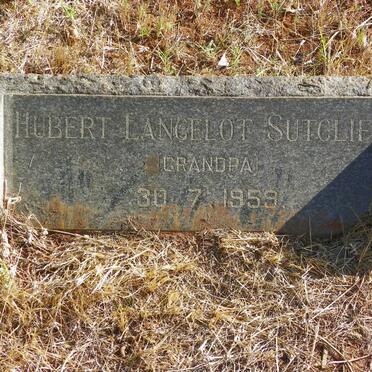 HUBERT LANCELOT SUTCLIF
(GRANDPA)
30·7·1959